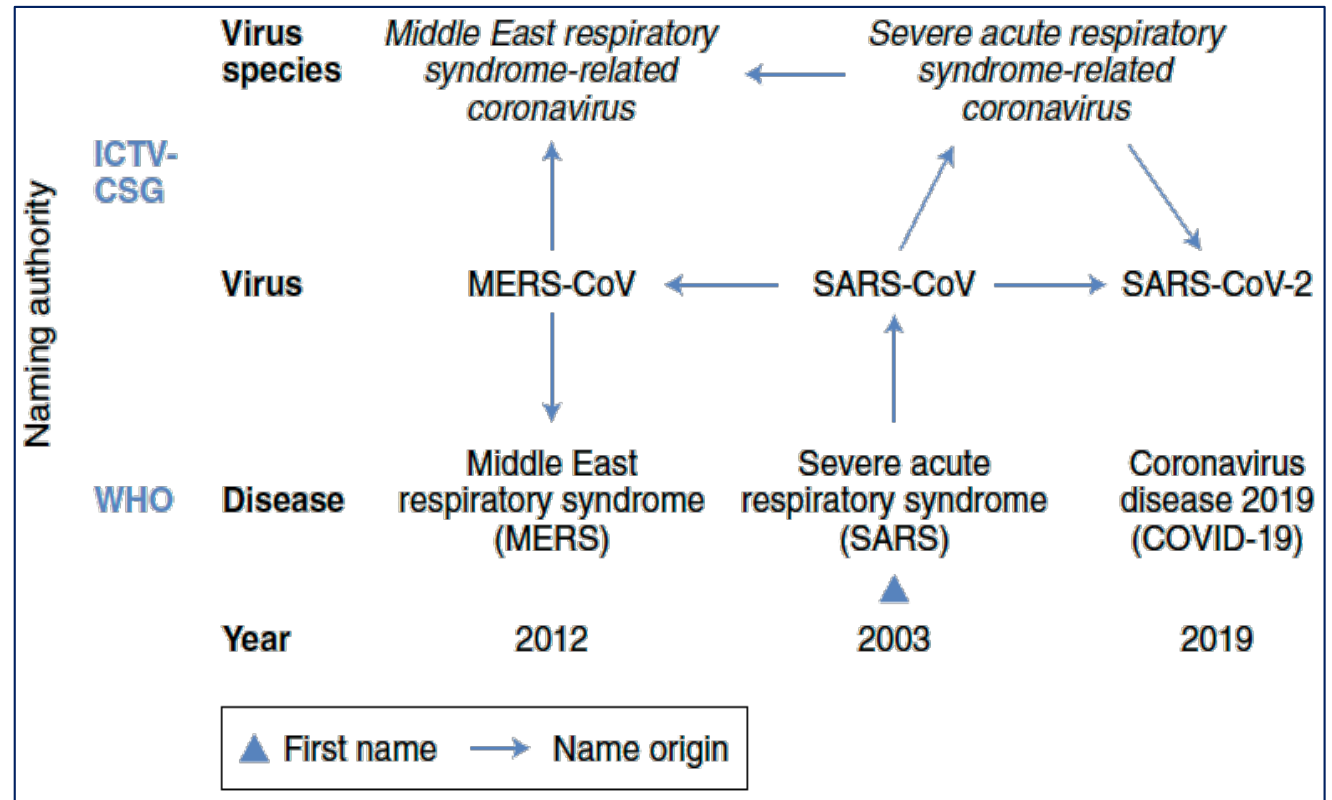 Naming authority
Virus species
Middle East respiratory
syndrome-related
coronavirus
Severe acute respiratory
syndrome-related
coronavirus
ICTV-
CSG
Virus
MERS-CoV
SARS-CoV
SARS-CoV-2
WHO
Disease
Middle East
respiratory syndrome
(MERS)
Severe acute
respiratory syndrome
(SARS)
Coronavirus
disease 2019
(COVID-19)
Year
2012
2003
2019
First name
Name origin